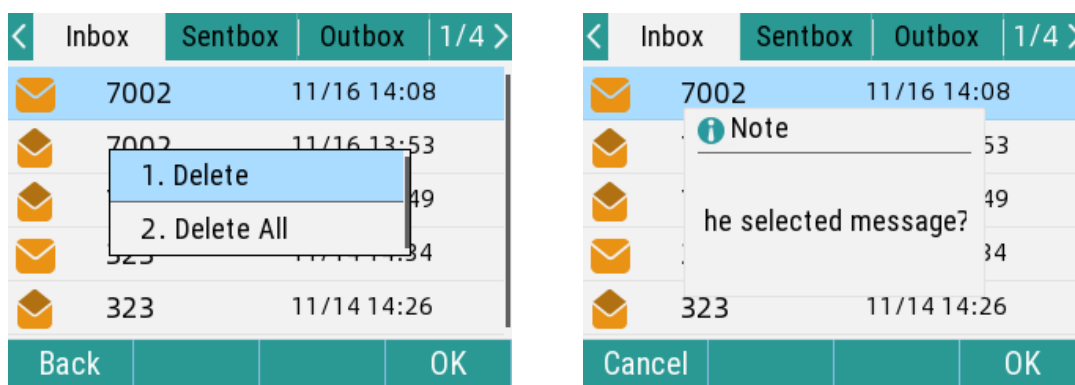 Inbox Sentbox Outbox 1/4
7002 11/16 14:08
7002 11/16 13:53
1. Delete
49
2. Delete All
323 34
323 11/14 14:26
Back OK
Inbox Sentbox Outbox 1/4
7002 11/16 14:08
Note
53
49
he selected message?
34
323 11/14 14:26
Cancel OK